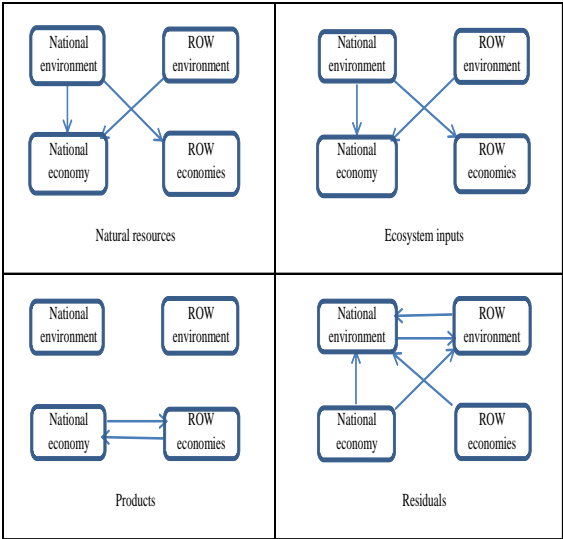 National
environment
ROW
environment
National
economy
ROW
economies
Natural resources
National
environment
ROW
environment
National
economy
ROW
economies
Ecosystem inputs
National
environment
ROW
environment
National
economy
ROW
economies
Products
National
environment
ROW
environment
National
economy
ROW
economies
Residuals